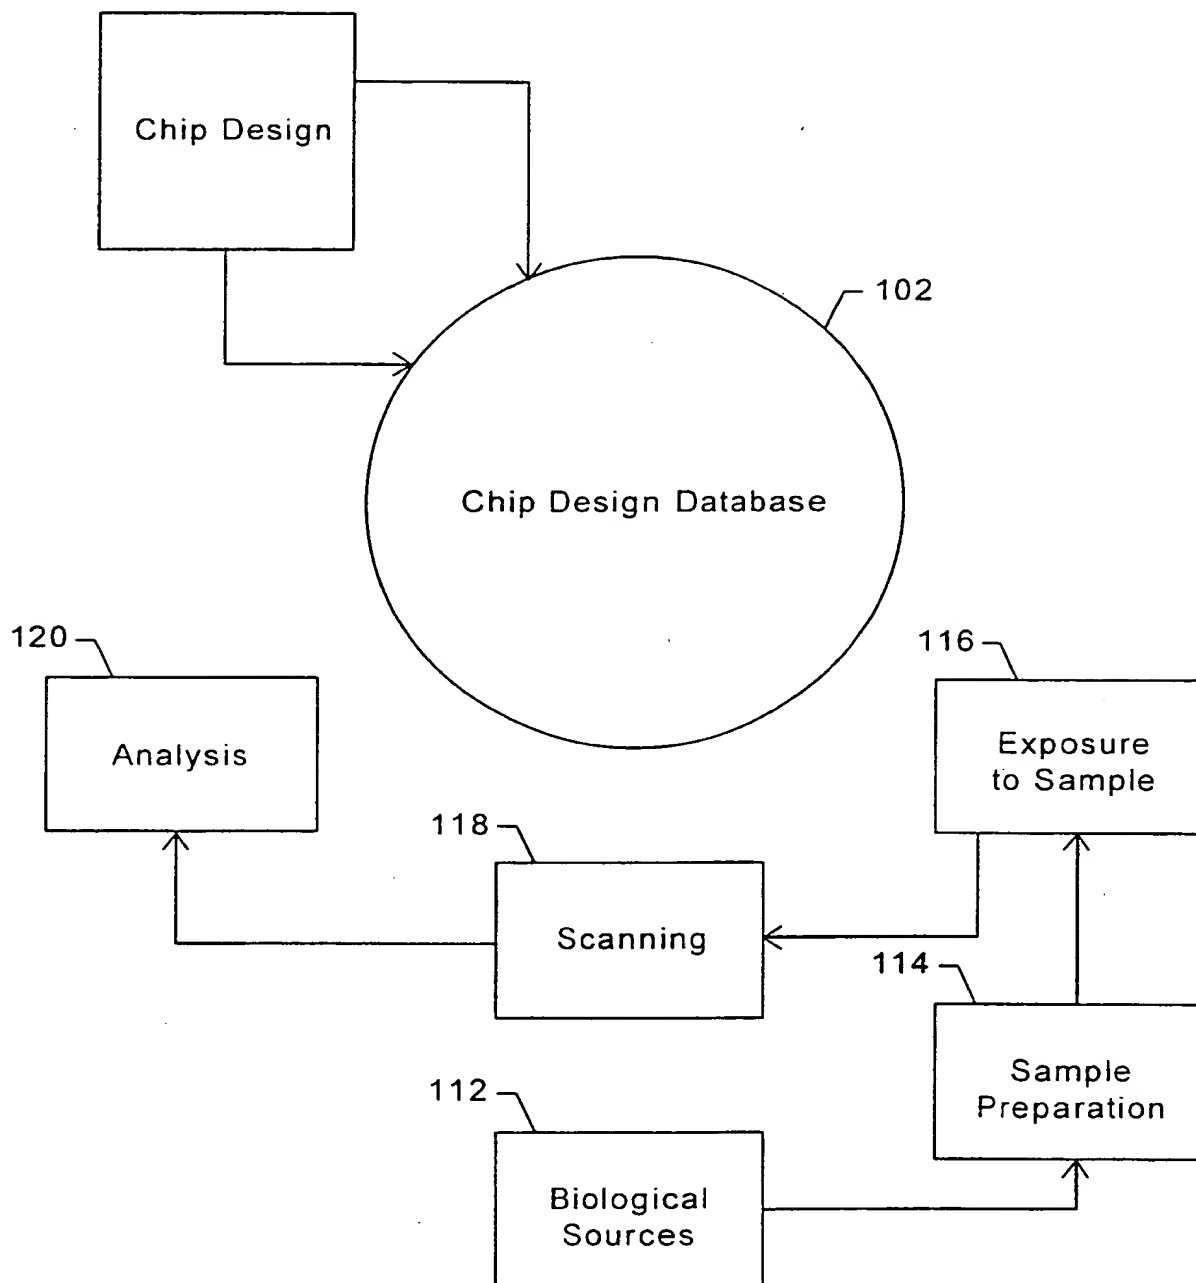 Chip Design
102
Chip Design Database
120
116
Analysis
Exposure
to Sample
118
Scanning
114
Sample
Preparation
112
Biological
Sources